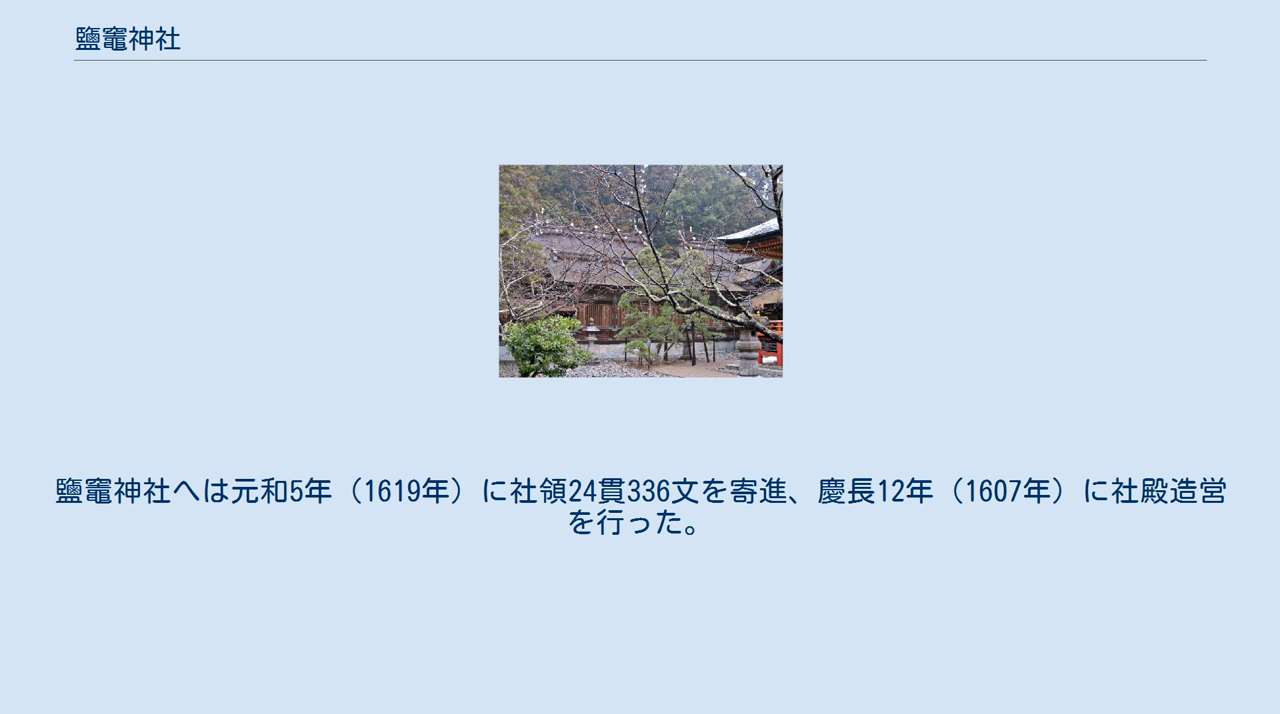 鹽竈神社
鹽竈神社へは元和5年（1619年）に社領24貫336文を寄進、慶長12年（1607年）に社殿造営
を行った。